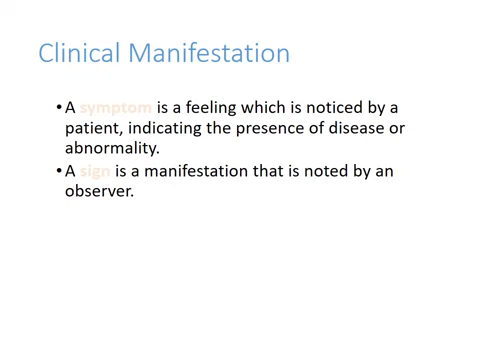 Clinical Manifestation
•A symptom is a feeling which is noticed by a
patient, indicating the presence of disease or
abnormality.
•A sign is a manifestation that is noted by an
observer.